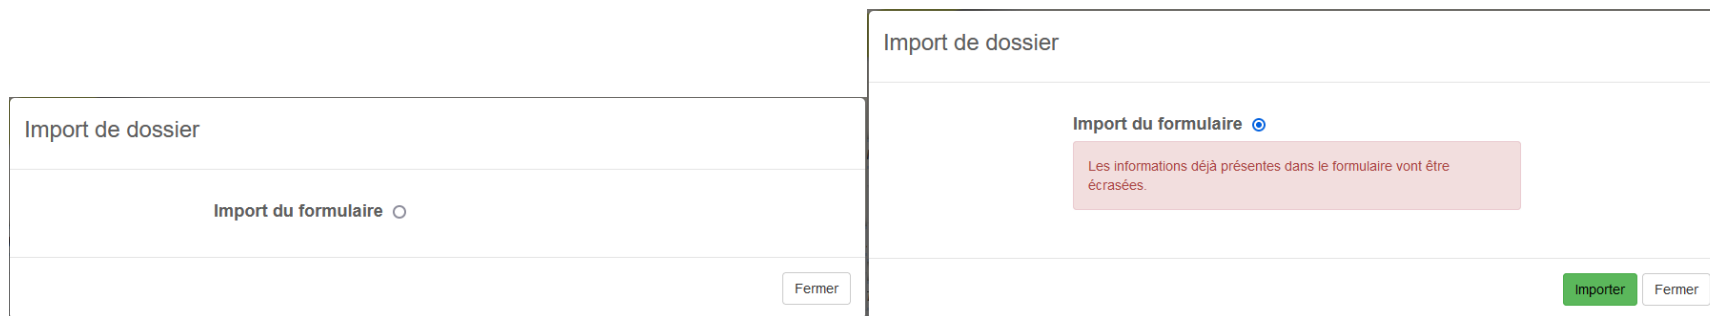 Import de dossier
Import du formulaire
Fermer
Import de dossier
Import du formulaire
Les informations déjà présentes dans le formulaire vont être
écrasées.
Importer Fermer